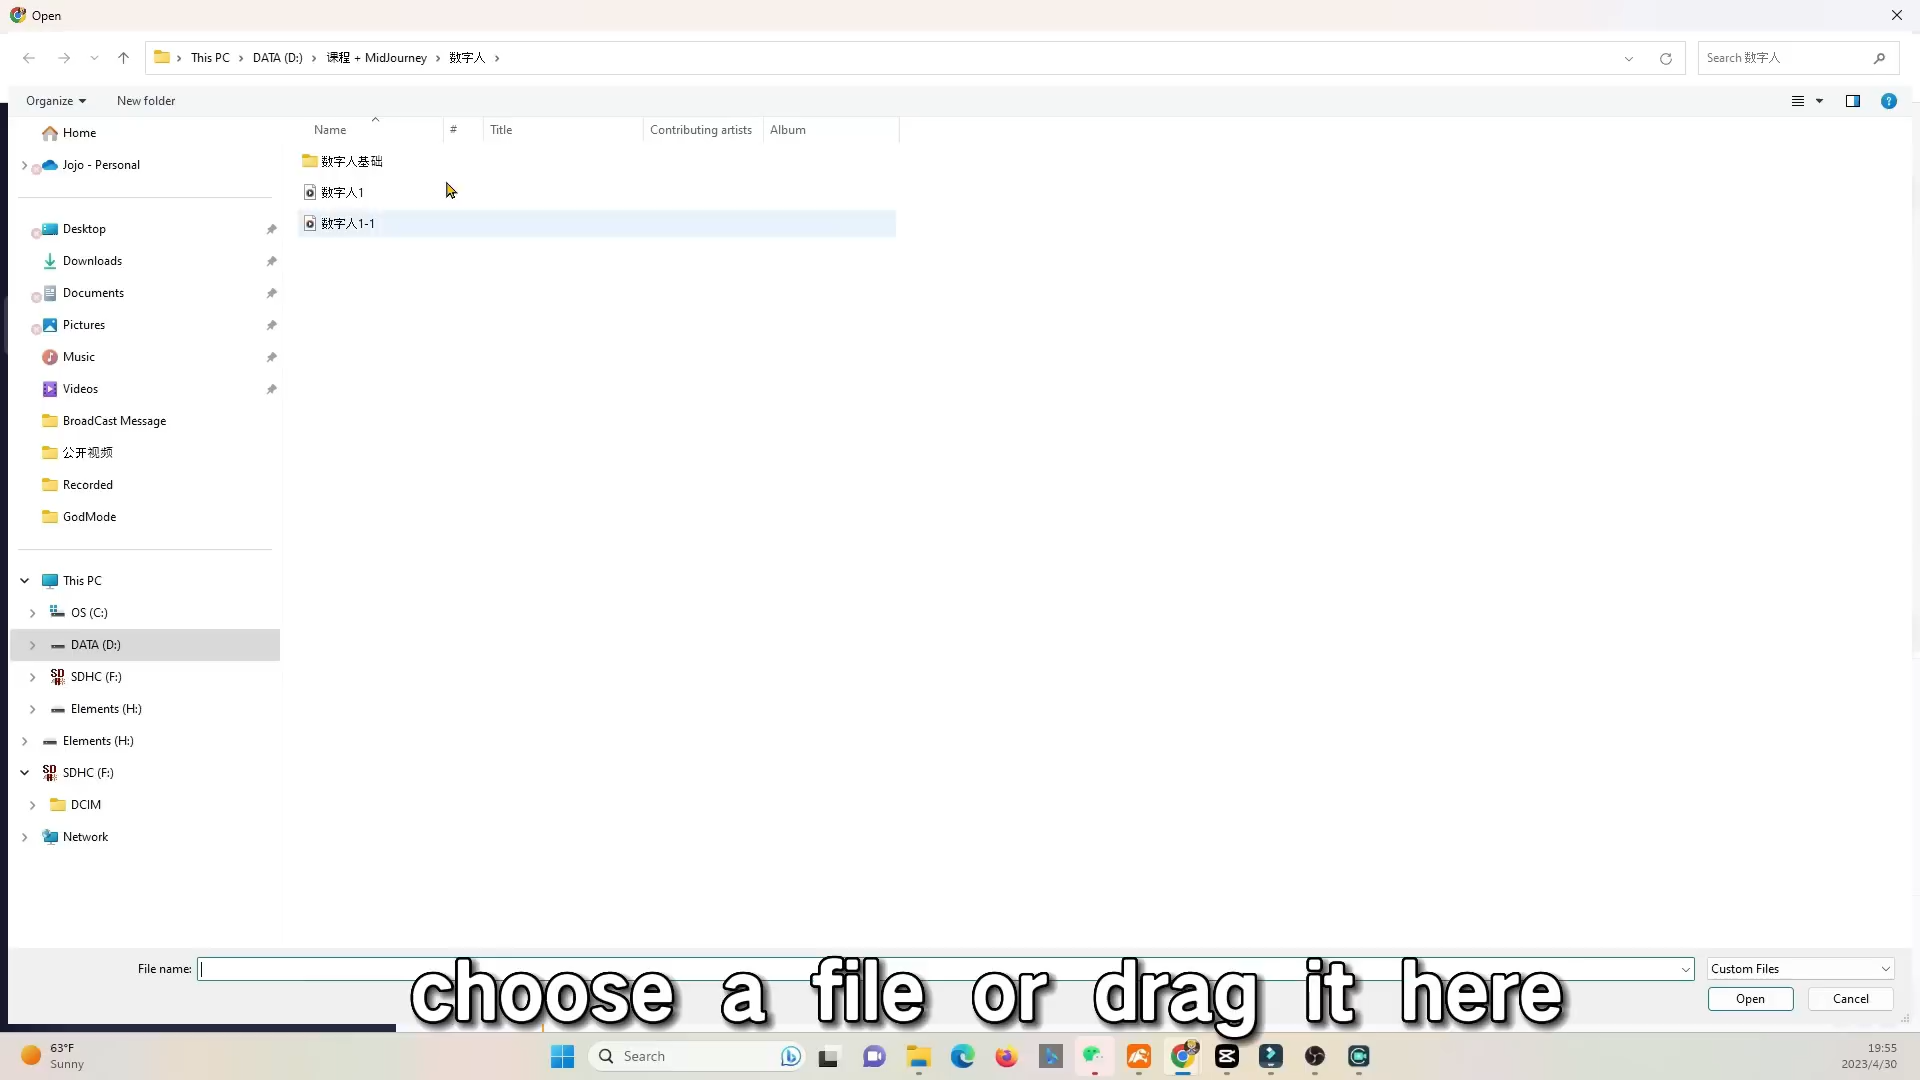 Open
This PC
DATA (D:)
课程 + MidJourney
数字人
Search 数字人
Organize
New folder
Name
#
Title
Contributing artists
Album
Home
Jojo - Personal
Desktop
Downloads
Documents
Pictures
Music
Videos
BroadCast Message
公开视频
Recorded
GodMode
This PC
OS (C:)
DATA (D:)
SDHC (F:)
Elements (H:)
Elements (H:)
SDHC (F:)
DCIM
Network
数字人基础
数字人1
数字人1-1
File name:
Custom Files
Open
Cancel
choose a file or drag it here
63°F
Sunny
Search
19:55
2023/4/30